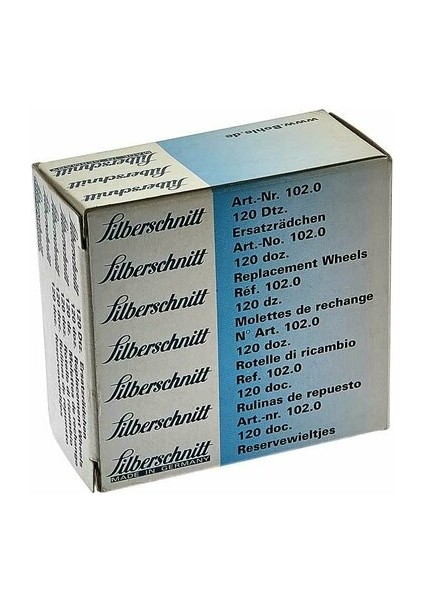 www.Bohle.de
Silberschnitt
Silberschnitt
Silberschnitt
Silberschnitt
Silberschnitt
Silberschnitt
Silberschnitt
Silberschnitt
Silberschnitt
Silberschnitt
MADE IN GERMANY
Art.-Nr. 102.0
120 Dtz.
Ersatzrädchen
Art.-No. 102.0
120 doz.
Replacement Wheels
Réf. 102.0
120 dz.
Molettes de rechange
N° Art. 102.0
120 doz.
Rotelle di ricambio
Ref. 102.0
120 doc.
Rulinas de repuesto
Art.-nr. 102.0
120 doc.
Reservewieltjes